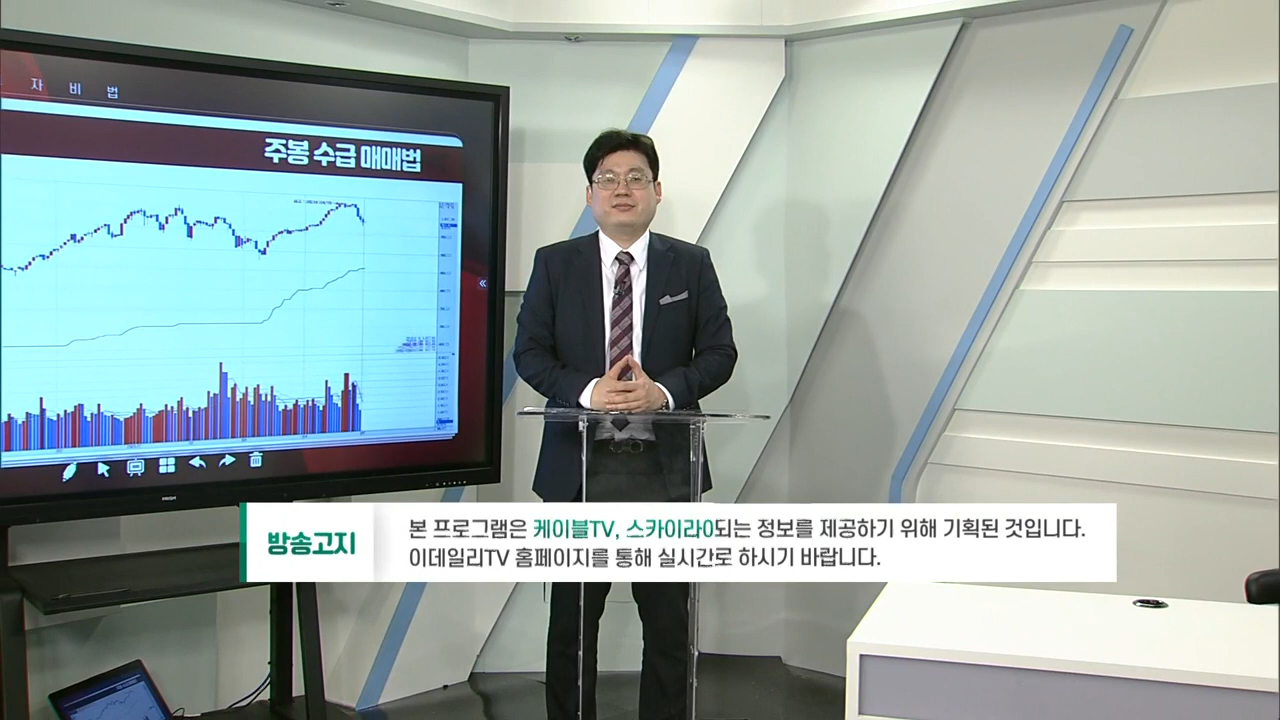 자 비 법
주봉 수급 매매법
«
PRISM
방송고지
본 프로그램은 케이블TV, 스카이라이되는 정보를 제공하기 위해 기획된 것입니다.
이데일리TV 홈페이지를 통해 실시간로 하시기 바랍니다.